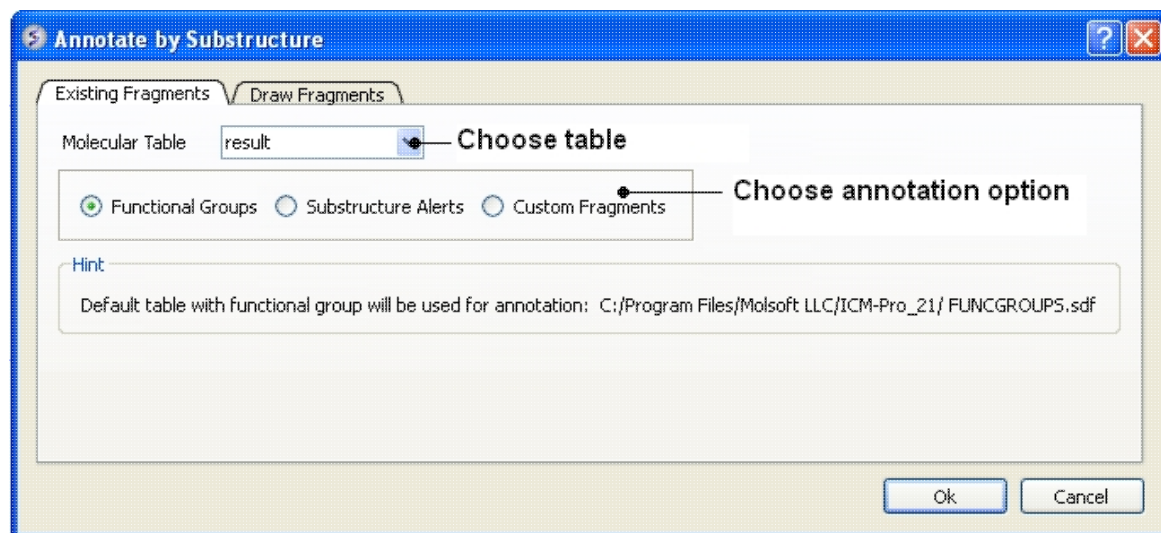 Annotate by Substructure
Existing Fragments Draw Fragments
Molecular Table result Choose table
Functional Groups Substructure Alerts Custom Fragments Choose annotation option
Hint
Default table with functional group will be used for annotation: C:/Program Files/Molsoft LLC/ICM-Pro_21/ FUNCGROUPS.sdf
Ok Cancel